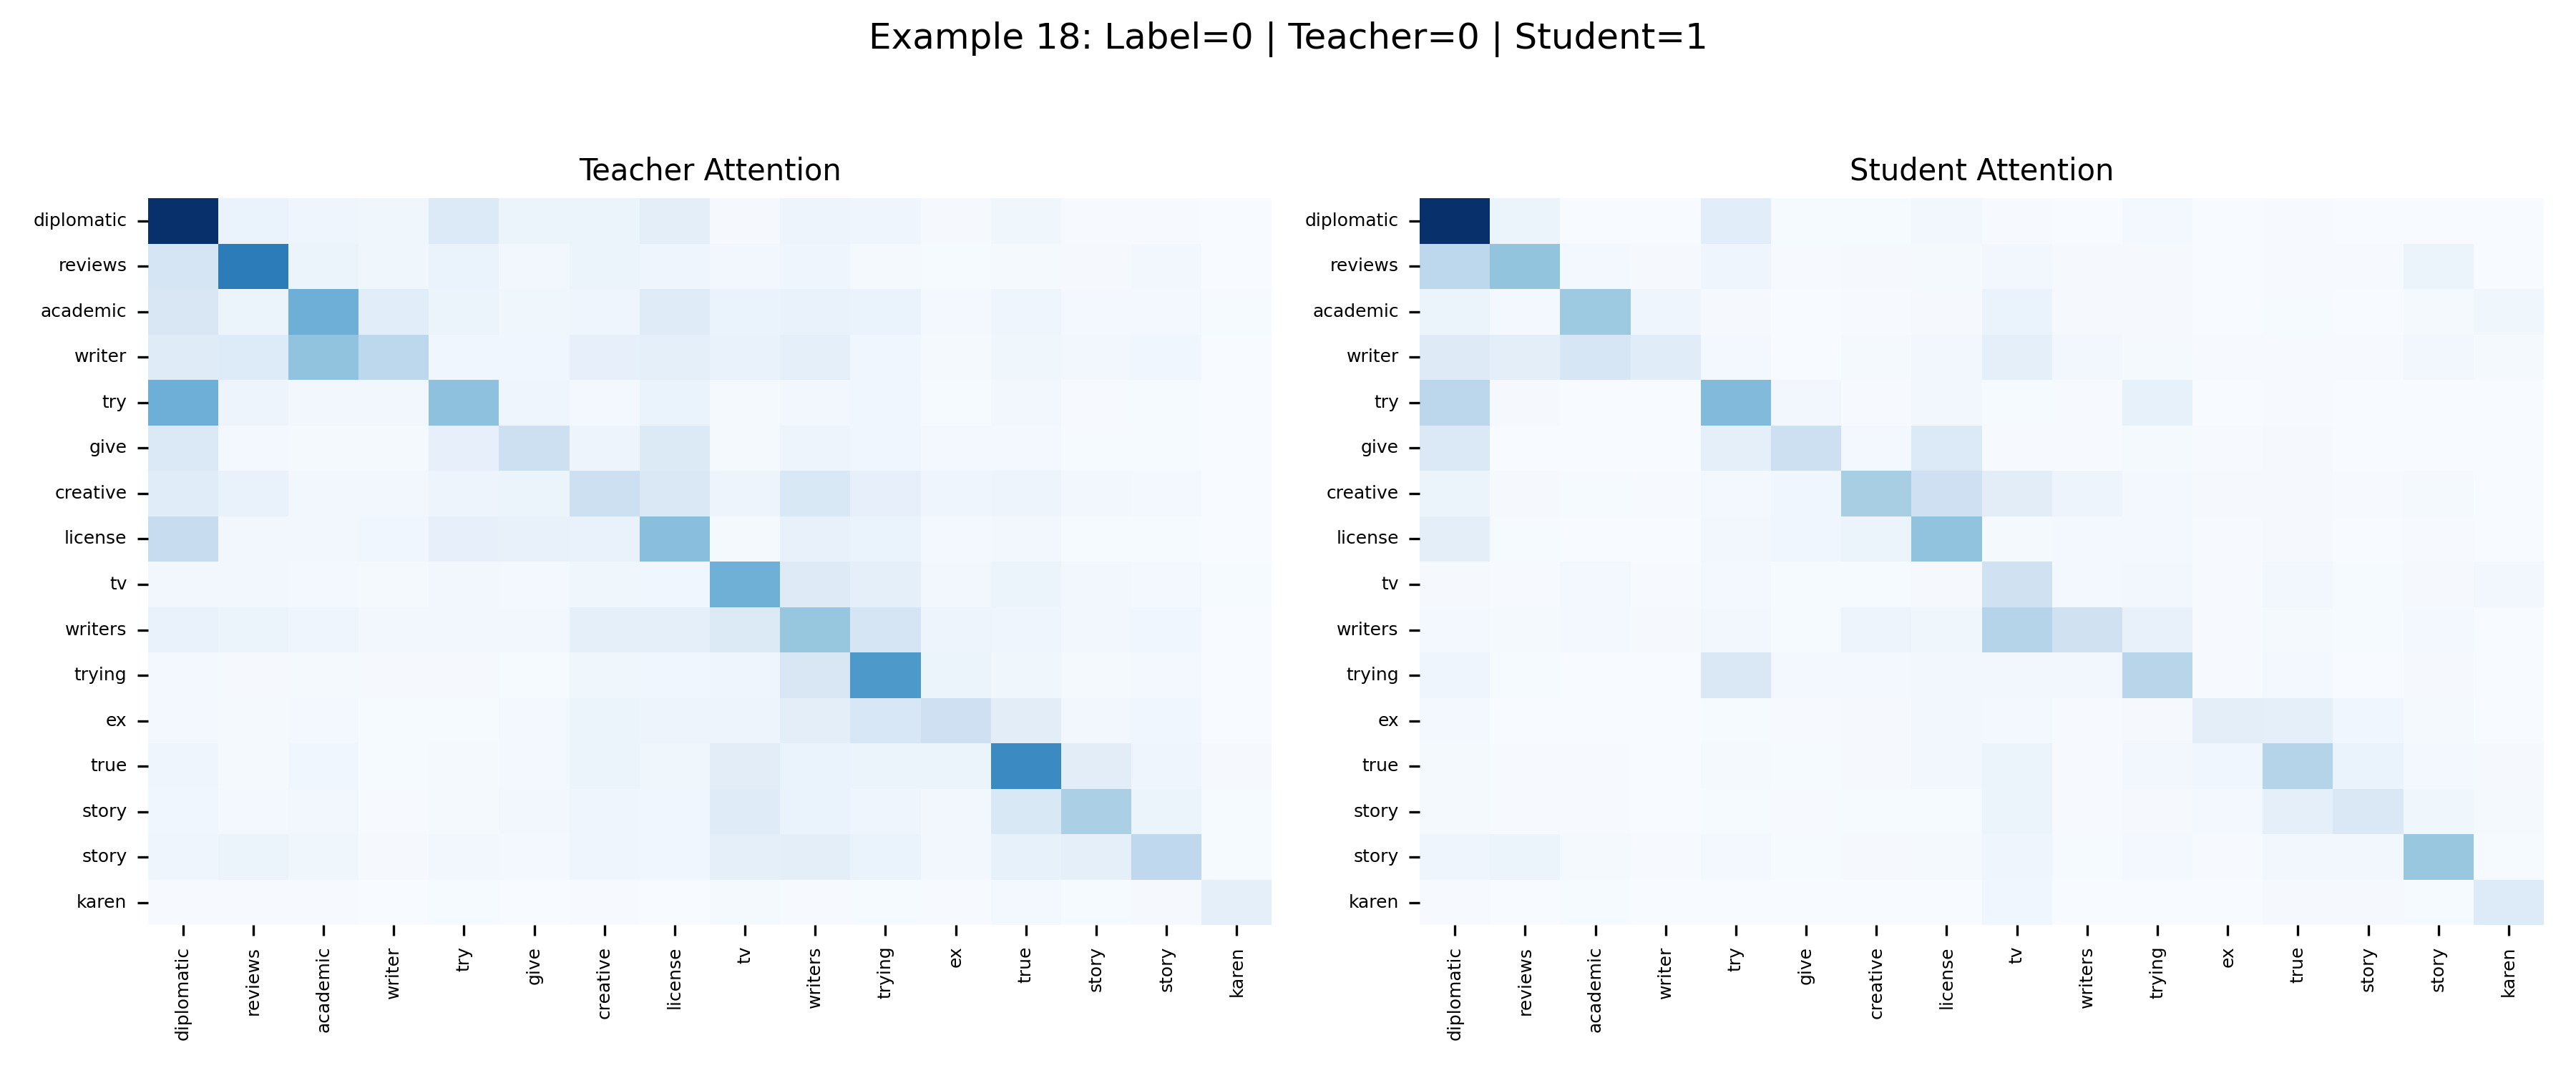 Example 18: Label=0 | Teacher=0 | Student=1
Teacher Attention
diplomatic
reviews
academic
writer
try
give
creative
license
tv
writers
trying
ex
true
story
story
karen
diplomatic
reviews
academic
writer
try
give
creative
license
tv
writers
trying
ex
true
story
story
karen
Student Attention
diplomatic
reviews
academic
writer
try
give
creative
license
tv
writers
trying
ex
true
story
story
karen
diplomatic
reviews
academic
writer
try
give
creative
license
tv
writers
trying
ex
true
story
story
karen